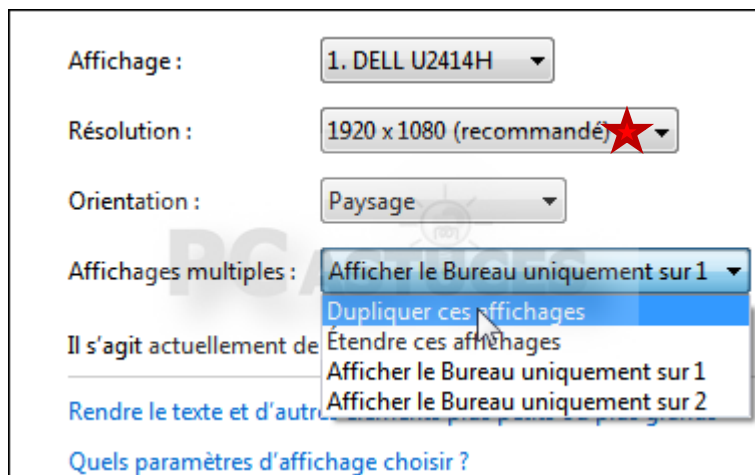 Affichage :
1. DELL U2414H
Résolution :
1920 x 1080 (recommandé)
Orientation :
Paysage
Affichages multiples :
Afficher le Bureau uniquement sur 1
PC ASTUCES
Dupliquer ces affichages
Étendre ces affichages
Afficher le Bureau uniquement sur 1
Afficher le Bureau uniquement sur 2
Il s'agit actuellement de
Rendre le texte et d'autres
Quels paramètres d'affichage choisir ?